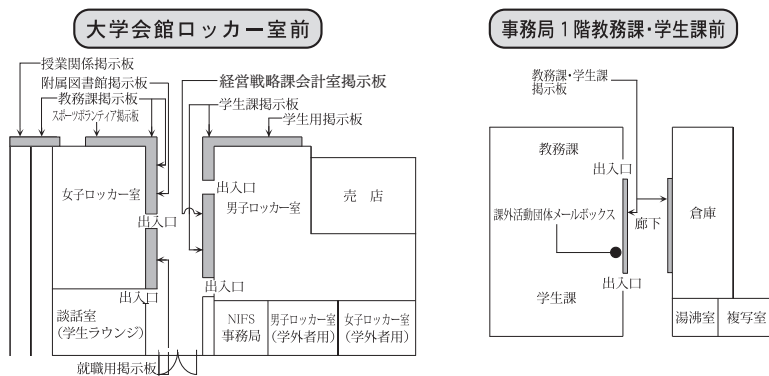 大学会館ロッカー室前
授業関係掲示板
附属図書館掲示板
教務課掲示板
スポーツボランティア掲示板
経営戦略課会計室掲示板
学生課掲示板
学生用掲示板
女子ロッカー室
出入口
出入口
男子ロッカー室
売店
出入口
出入口
談話室
(学生ラウンジ)
NIFS
事務局
男子ロッカー室
(学外者用)
女子ロッカー室
(学外者用)
就職用掲示板
事務局1階教務課・学生課前
教務課・学生課
掲示板
教務課
出入口
課外活動団体メールボックス
廊下
倉庫
出入口
学生課
湯沸室
複写室